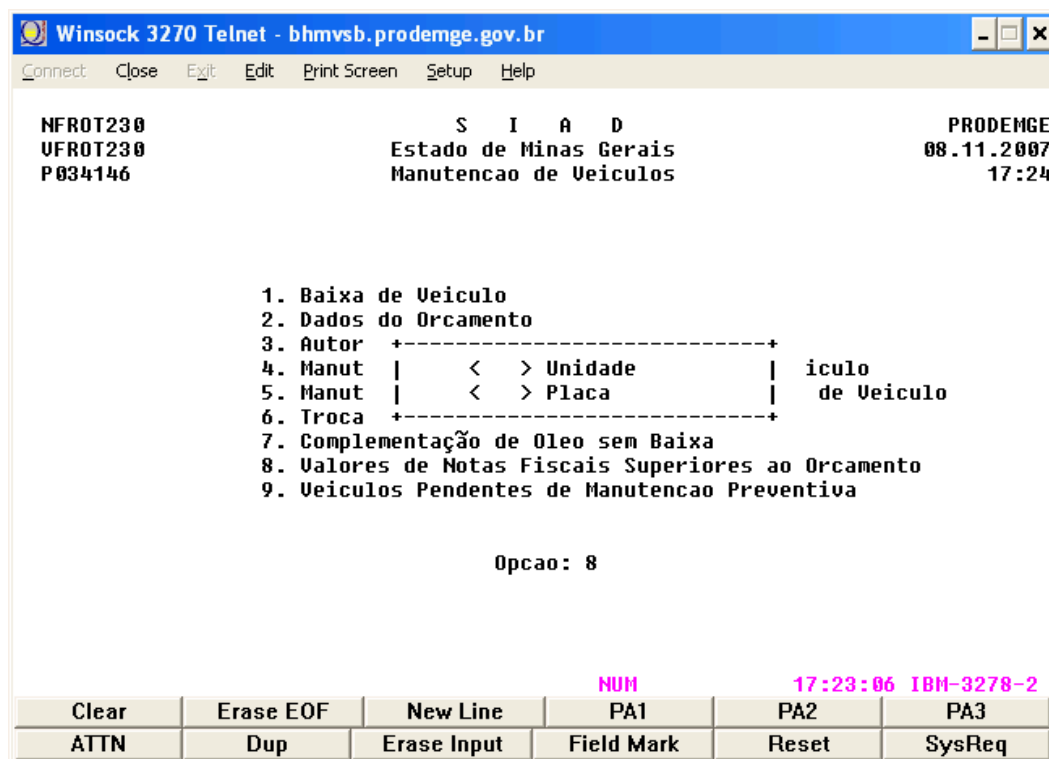 Winsock 3270 Telnet - bhmvsb.prodemge.gov.br
Connect Close Exit Edit Print Screen Setup Help
NFROT230 S I A D PRODEMGE
VFROT230 Estado de Minas Gerais 08.11.2007
P034146 Manutencao de Veiculos 17:24
1. Baixa de Veiculo
2. Dados do Orcamento
3. Autor +----------------------------+
4. Manut | < > Unidade | iculo
5. Manut | < > Placa | de Veiculo
6. Troca +----------------------------+
7. Complementação de Oleo sem Baixa
8. Valores de Notas Fiscais Superiores ao Orcamento
9. Veiculos Pendentes de Manutencao Preventiva
Opcao: 8
NUM 17:23:06 IBM-3278-2
Clear Erase EOF New Line PA1 PA2 PA3
ATTN Dup Erase Input Field Mark Reset SysReq